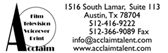 Film
Television
Voiceover
Print
Acclaim
1516 South Lamar, Suite 113
Austin, Tx 78704
512-416-9222
512-366-9089 Fax
info@acclaimtalent.com
www.acclaimtalent.com